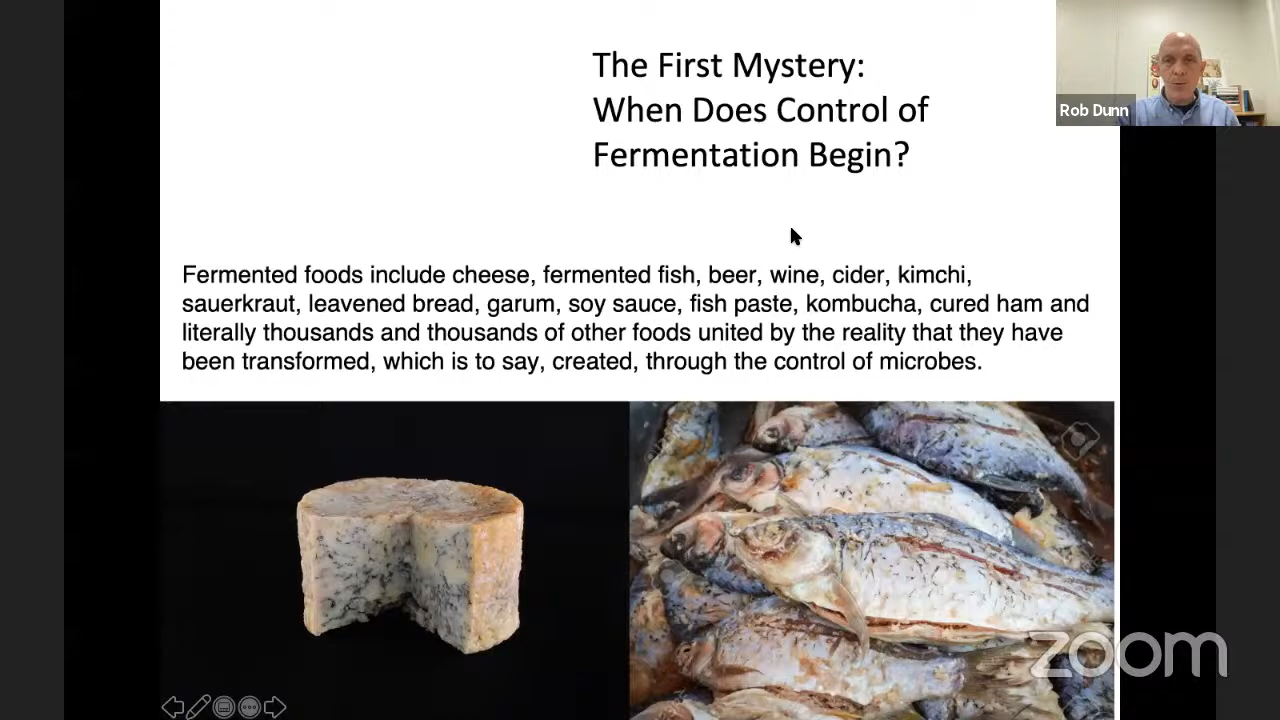 The First Mystery:
When Does Control of
Fermentation Begin?
Rob Dunn
Fermented foods include cheese, fermented fish, beer, wine, cider, kimchi,
sauerkraut, leavened bread, garum, soy sauce, fish paste, kombucha, cured ham and
literally thousands and thousands of other foods united by the reality that they have
been transformed, which is to say, created, through the control of microbes.
zoom